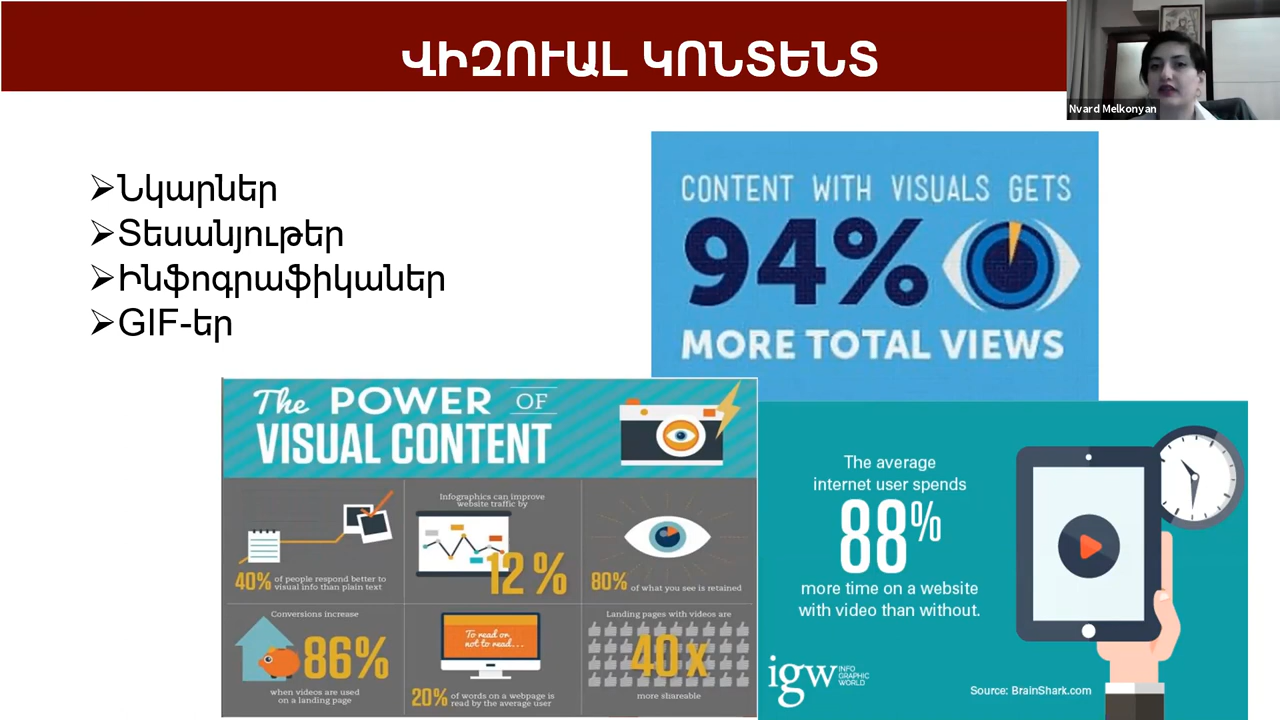 ՎԻԶՈՒԱԼ ԿՈՆՏԵՆՏ
Nvard Melkonyan
➢Նկարներ
➢Տեսանյութեր
➢Ինֆոգրաֆիկաներ
➢GIF-եր
CONTENT WITH VISUALS GETS
94%
MORE TOTAL VIEWS
The POWER OF
VISUAL CONTENT
40% of people respond better to
visual info than plain text
Infographics can improve
website traffic by
12%
80% of what you see is retained
Conversions increase
86%
when videos are used
on a landing page
To read or
not to read...
20% of words on a webpage is
read by the average user
Landing pages with videos are
40x
more shareable
The average
internet user spends
88%
more time on a website
with video than without.
igw INFO
GRAPHIC
WORLD
Source: BrainShark.com